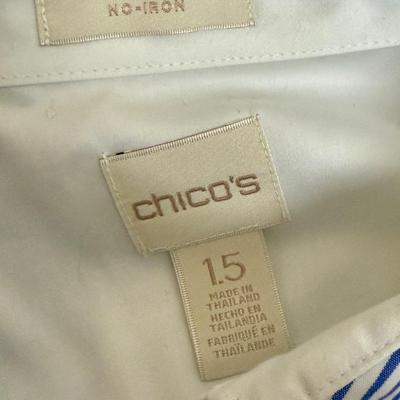 NO-IRON
chico's
1.5
MADE IN
THAILAND
HECHO EN
TAILANDIA
FABRIQUÉ EN
THAÏLANDE